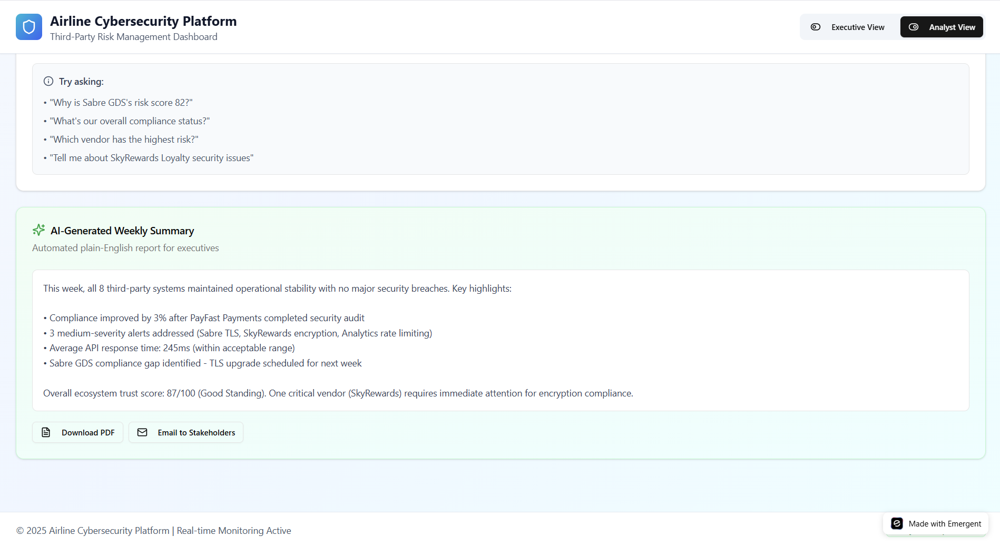 Airline Cybersecurity Platform
Third-Party Risk Management Dashboard
Executive View
Analyst View
Try asking:
• "Why is Sabre GDS's risk score 82?"
• "What's our overall compliance status?"
• "Which vendor has the highest risk?"
• "Tell me about SkyRewards Loyalty security issues"
AI-Generated Weekly Summary
Automated plain-English report for executives
This week, all 8 third-party systems maintained operational stability with no major security breaches. Key highlights:
• Compliance improved by 3% after PayFast Payments completed security audit
• 3 medium-severity alerts addressed (Sabre TLS, SkyRewards encryption, Analytics rate limiting)
• Average API response time: 245ms (within acceptable range)
• Sabre GDS compliance gap identified - TLS upgrade scheduled for next week
Overall ecosystem trust score: 87/100 (Good Standing). One critical vendor (SkyRewards) requires immediate attention for encryption compliance.
Download PDF
Email to Stakeholders
© 2025 Airline Cybersecurity Platform | Real-time Monitoring Active
Made with Emergent